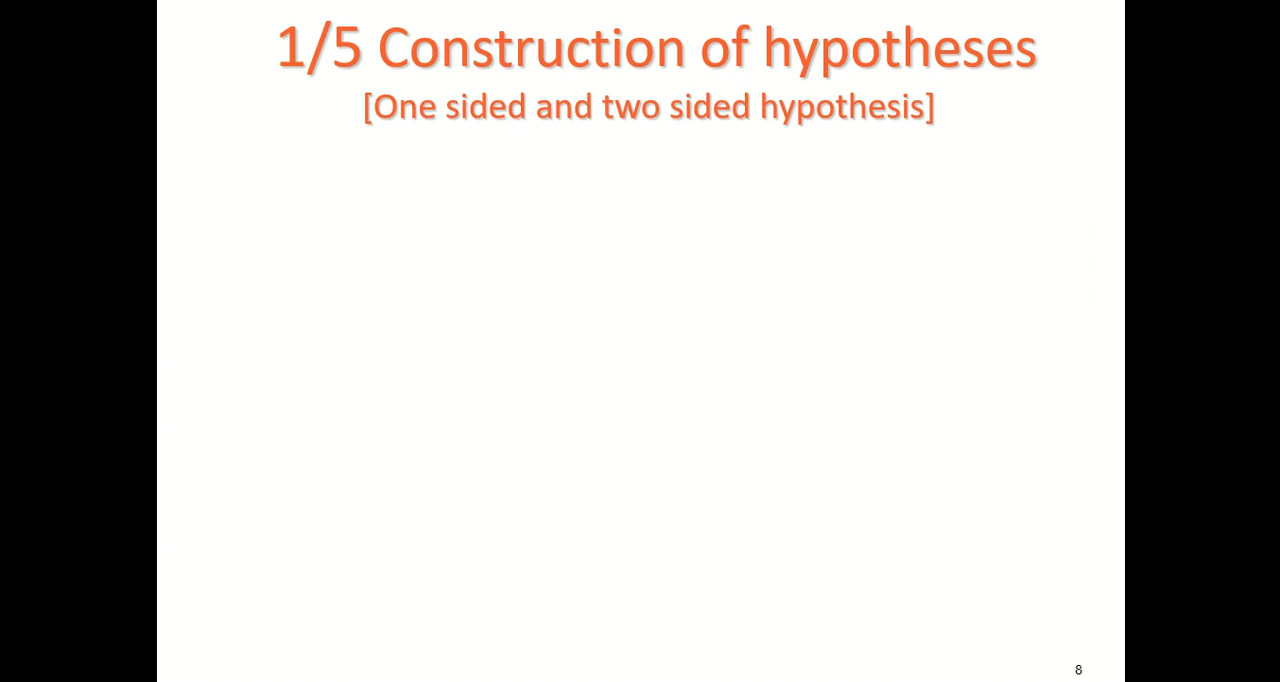 1/5 Construction of hypotheses
[One sided and two sided hypothesis]
8